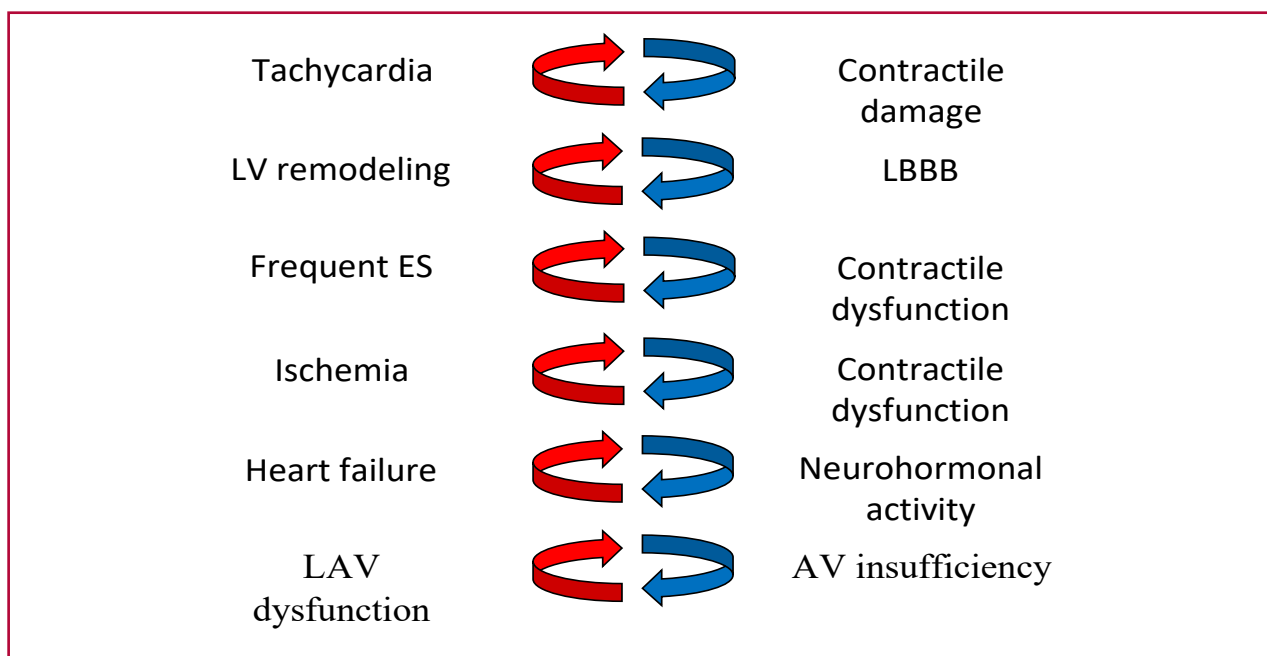 Tachycardia
Contractile
damage
LV remodeling
LBBB
Frequent ES
Contractile
dysfunction
Ischemia
Contractile
dysfunction
Heart failure
Neurohormonal
activity
LAV
dysfunction
AV insufficiency